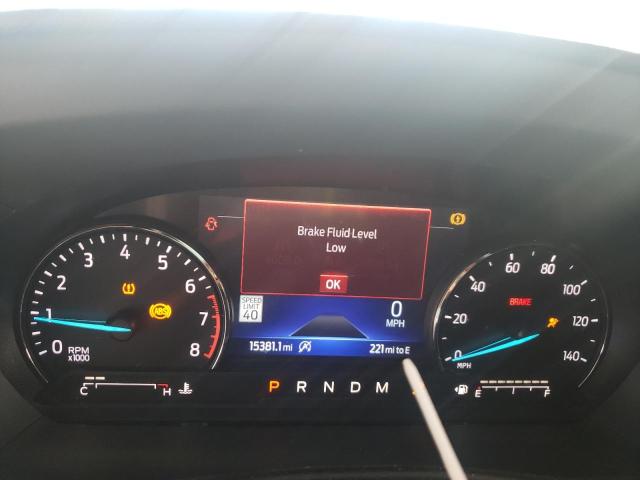 Brake Fluid Level
Low
OK
SPEED
LIMIT
40
0
MPH
15381.1 mi
221 mi to E
0 1 2 3 4 5 6 7 8
RPM
x1000
ABS
C H
P R N D M
0 20 40 60 80 100 120 140
BRAKE
MPH
E F